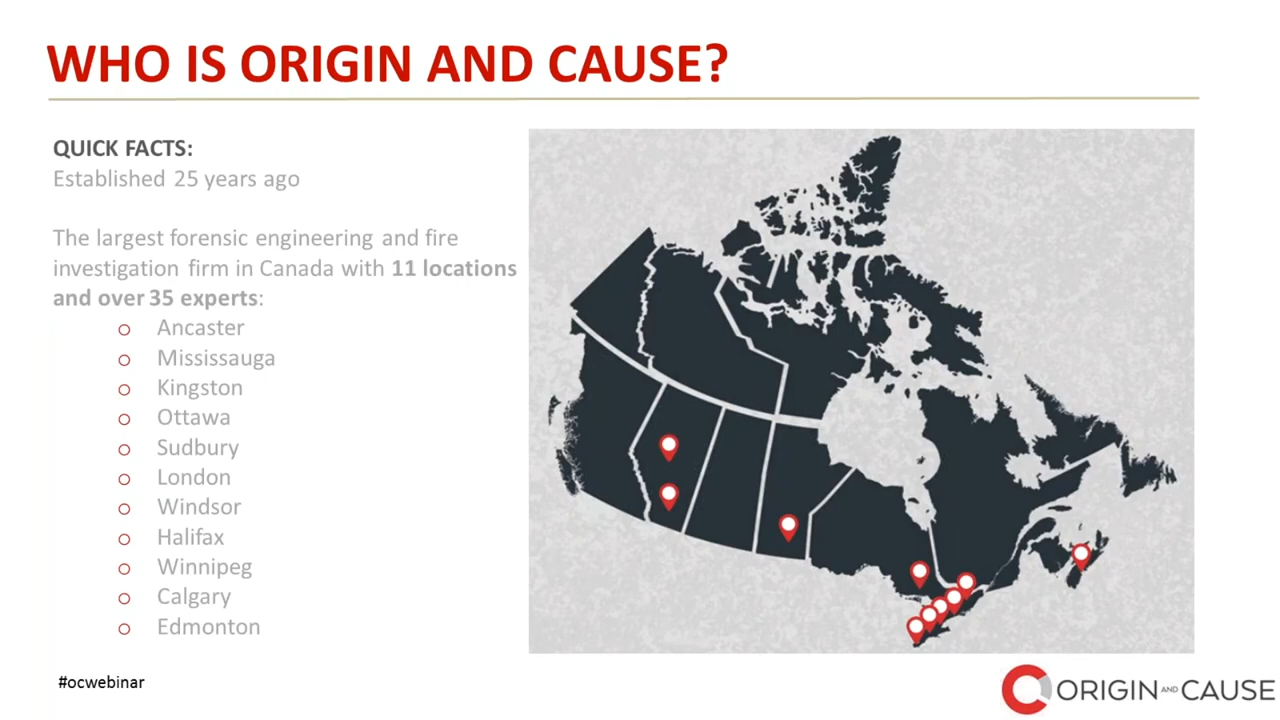 WHO IS ORIGIN AND CAUSE?
QUICK FACTS:
Established 25 years ago
The largest forensic engineering and fire
investigation firm in Canada with 11 locations
and over 35 experts:
o Ancaster
o Mississauga
o Kingston
o Ottawa
o Sudbury
o London
o Windsor
o Halifax
o Winnipeg
o Calgary
o Edmonton
#ocwebinar
ORIGIN AND CAUSE